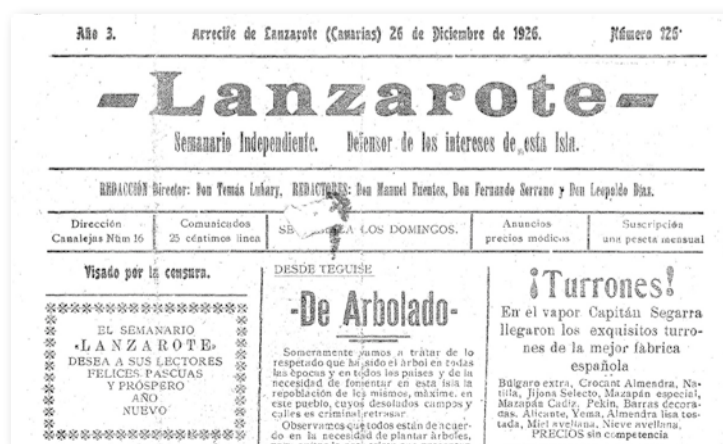 Año 3.
Arrecife de Lanzarote (Canarias) 26 de Diciembre de 1926.
Número 126
-Lanzarote-
Semanario Independiente. Defensor de los intereses de esta Isla.
REDACCIÓN Director: Don Tomás Lubary, REDACTORES: Don Manuel Fuentes, Don Fernando Serrano y Don Leopoldo Díaz.
Dirección
Canalejas Núm 16
Comunicados
25 céntimos línea
LOS DOMINGOS.
Anuncios
precios módicos
Suscripción
una peseta mensual
Visado por la censura.
EL SEMANARIO
«LANZAROTE»
DESEA A SUS LECTORES
FELICES PASCUAS
Y PRÓSPERO
AÑO
NUEVO
DESDE TEGUISE
-De Arbolado-
Someramente vamos a tratar de lo
respetado que ha sido el árbol en todas
las épocas y en todos los países y de la
necesidad de fomentar en esta isla la
repoblación de los mismos, máxime, en
este pueblo, cuyos desolados campos y
calles es criminal retrasar.
Observamos que todos están de acuer-
do en la necesidad de plantar árboles,
¡Turrones!
En el vapor Capitán Segarra
llegaron los exquisitos turro-
nes de la mejor fábrica
española
Búlgaro extra, Crocant Almendra, Na-
tilla, Jijona Selecto, Mazapán especial,
Mazapán Cadiz, Pekin, Barras decora-
das. Alicante, Yema, Almendra lisa tos-
tada, Miel avellana, Nieve avellana.
PRECIOS sin competencia